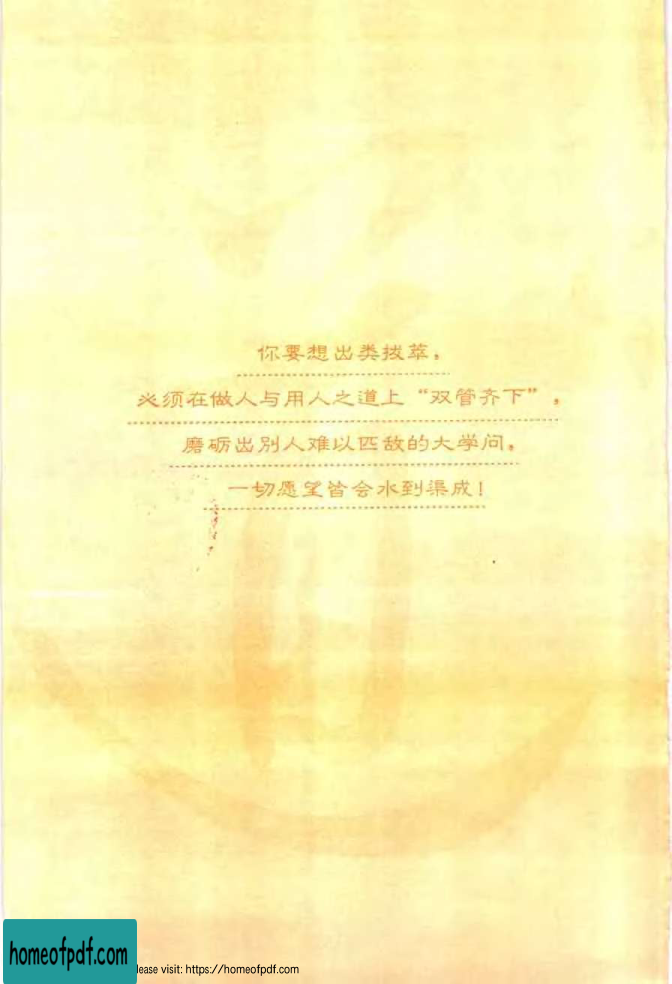 你要想出类拔萃，
必须在做人与用人之道上“双管齐下”，
磨砺出别人难以匹敌的大学问，
一切愿望皆会水到渠成！
homeofpdf.com
lease visit: https://homeofpdf.com